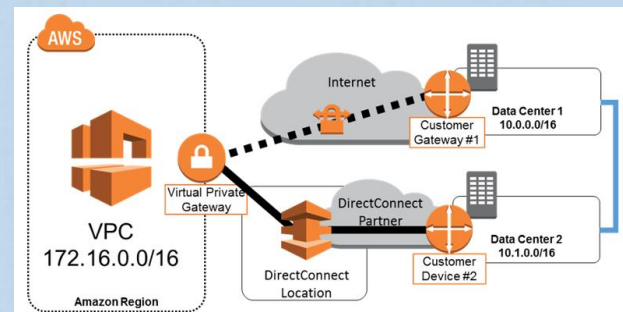 AWS
Internet
Data Center 1
10.0.0.0/16
Customer
Gateway #1
Virtual Private
Gateway
DirectConnect
Partner
VPC
172.16.0.0/16
DirectConnect
Location
Customer
Device #2
Data Center 2
10.1.0.0/16
Amazon Region